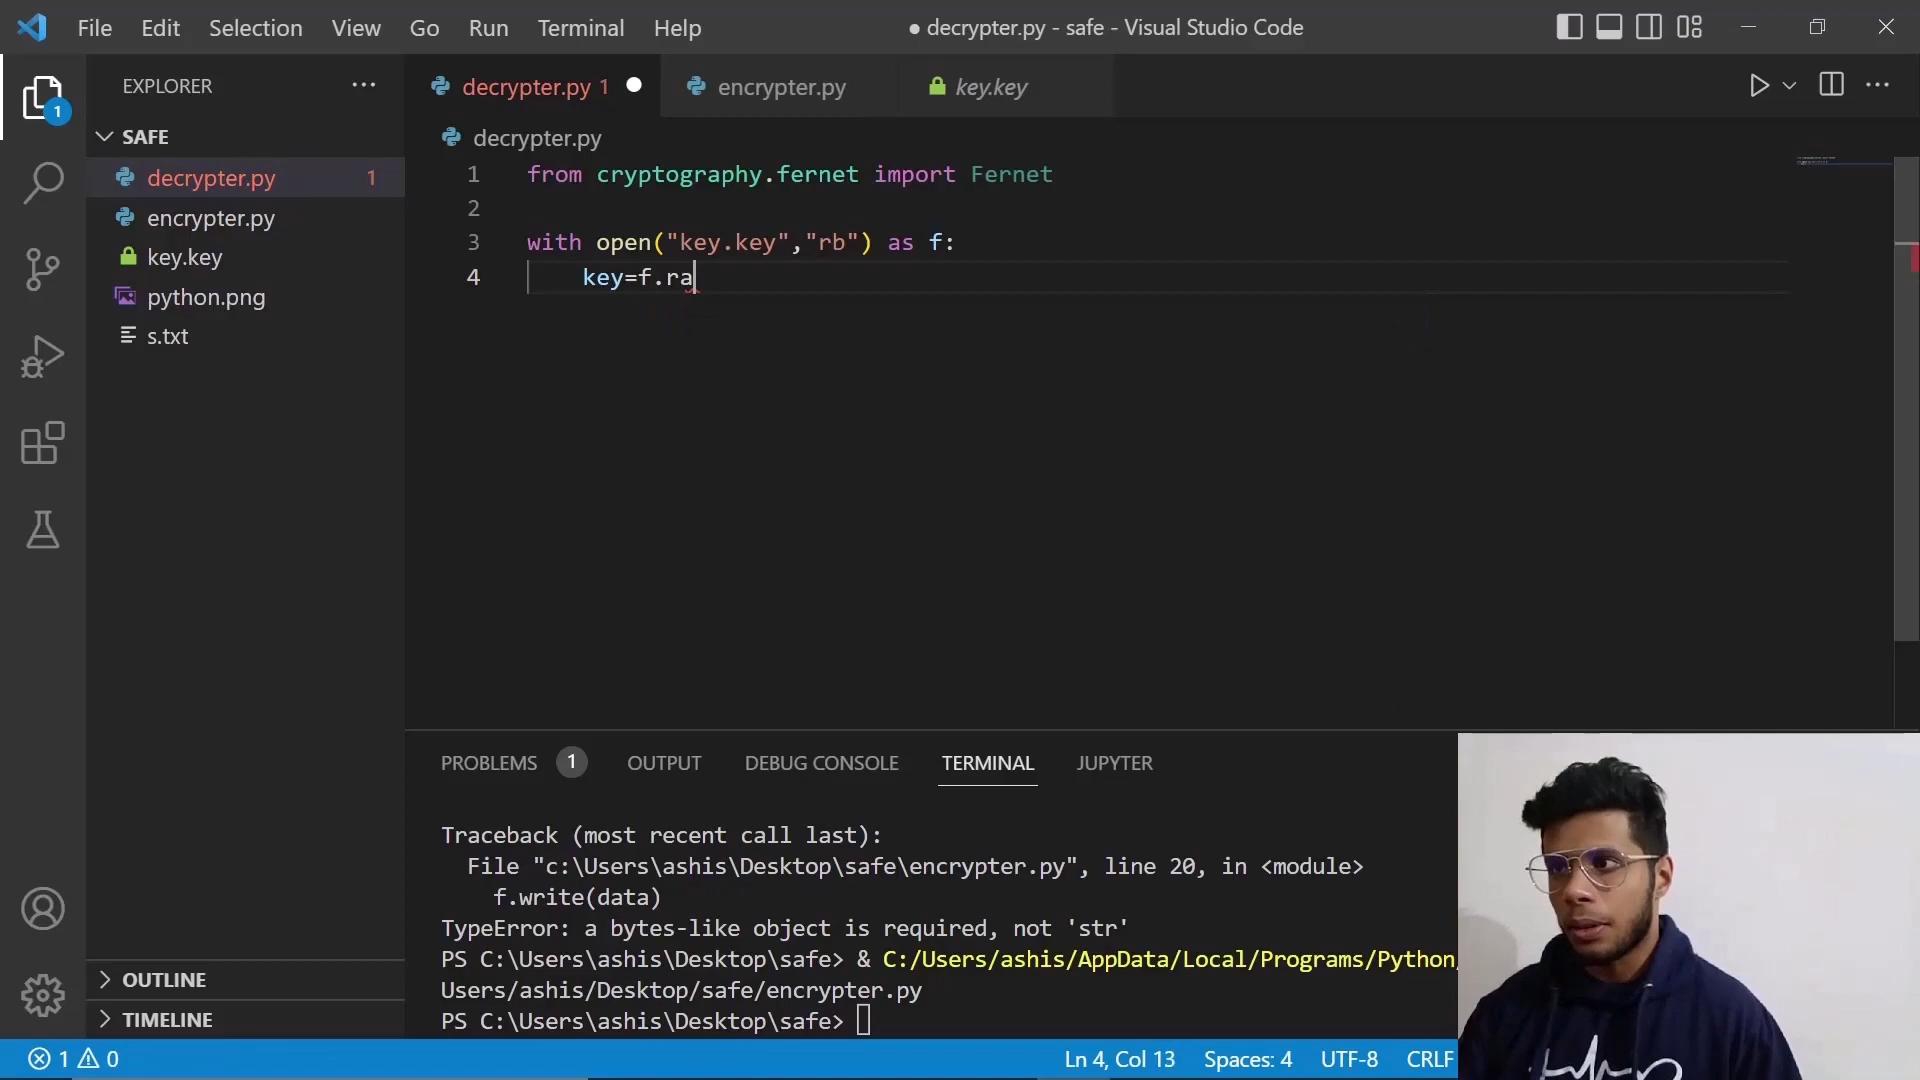 File Edit Selection View Go Run Terminal Help
● decrypter.py - safe - Visual Studio Code
EXPLORER
1
SAFE
decrypter.py 1
encrypter.py
key.key
python.png
s.txt
OUTLINE
TIMELINE
decrypter.py 1
encrypter.py
key.key
decrypter.py
1 from cryptography.fernet import Fernet
2
3 with open("key.key","rb") as f:
4 key=f.ra
PROBLEMS 1 OUTPUT DEBUG CONSOLE TERMINAL JUPYTER
Traceback (most recent call last):
File "c:\Users\ashis\Desktop\safe\encrypter.py", line 20, in <module>
f.write(data)
TypeError: a bytes-like object is required, not 'str'
PS C:\Users\ashis\Desktop\safe> & C:/Users/ashis/AppData/Local/Programs/Python
Users/ashis/Desktop/safe/encrypter.py
PS C:\Users\ashis\Desktop\safe>
1 0
Ln 4, Col 13 Spaces: 4 UTF-8 CRLF